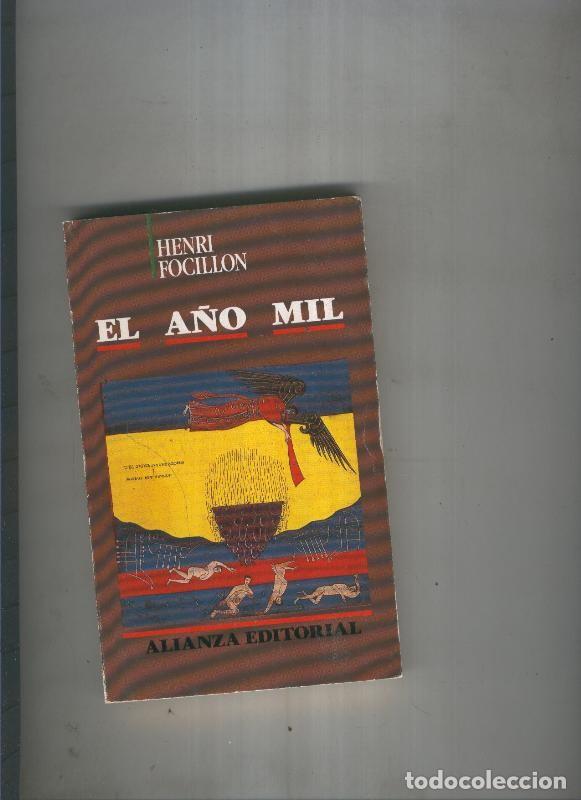 HENRI
FOCILLON
EL AÑO MIL
ALIANZA EDITORIAL
todocoleccion